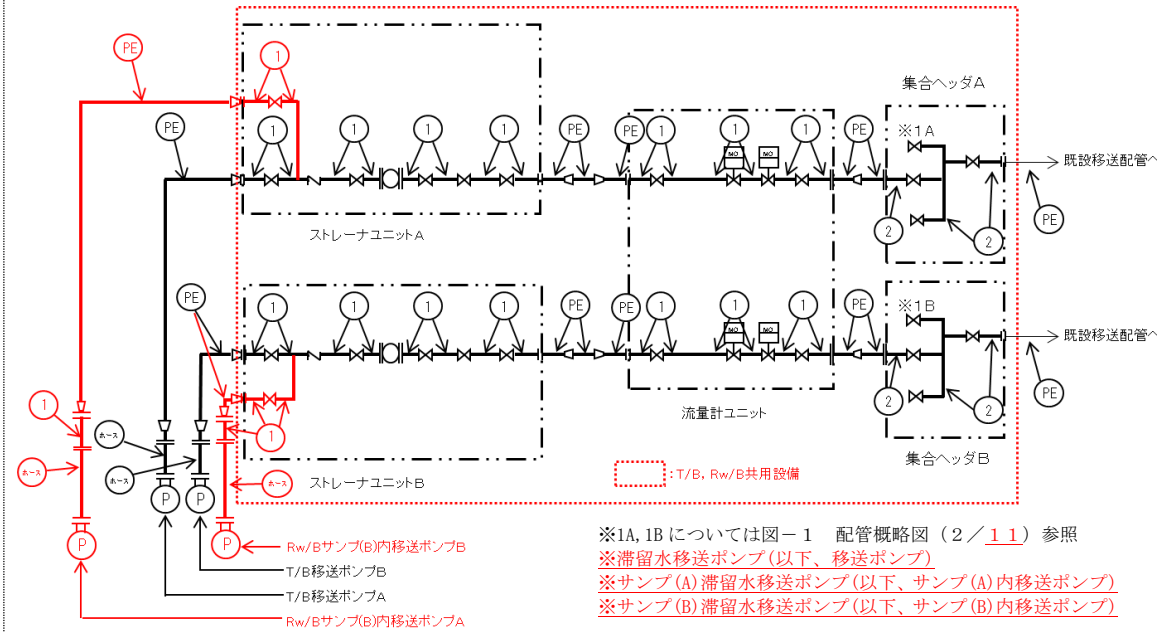 PE
1
集合ヘッダA
PE
1
1
1
1
PE
PE
1
1
1
PE
※1A
MO
MO
既設移送配管へ
PE
2
2
ストレーナユニットA
PE
1
1
1
1
PE
PE
1
1
1
PE
※1B
MO
MO
既設移送配管へ
PE
1
ホース
ホース
ホース
1
2
2
流量計ユニット
集合ヘッダB
ホース
ストレーナユニットB
:T/B, Rw/B共用設備
P
P
P
P
Rw/Bサンプ(B)内移送ポンプB
T/B移送ポンプB
T/B移送ポンプA
Rw/Bサンプ(B)内移送ポンプA
※1A, 1Bについては図－1　配管概略図（2／11）参照
※滞留水移送ポンプ(以下、移送ポンプ)
※サンプ(A)滞留水移送ポンプ(以下、サンプ(A)内移送ポンプ)
※サンプ(B)滞留水移送ポンプ(以下、サンプ(B)内移送ポンプ)